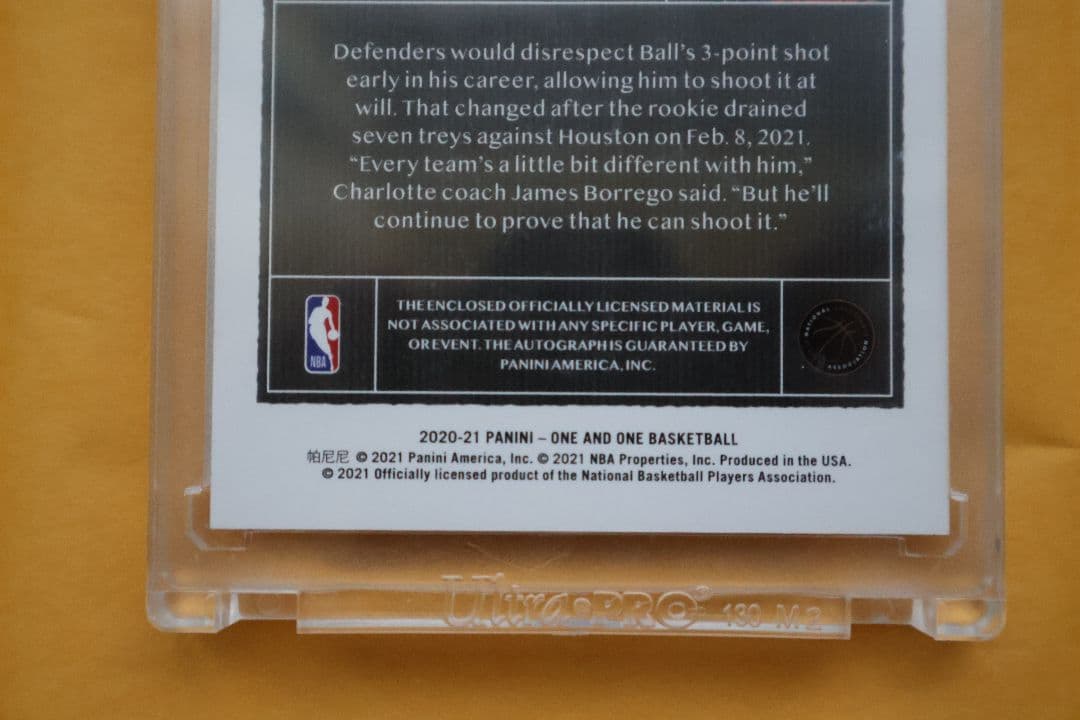 Defenders would disrespect Ball's 3-point shot
early in his career, allowing him to shoot it at
will. That changed after the rookie drained
seven treys against Houston on Feb. 8, 2021.
“Every team's a little bit different with him,”
Charlotte coach James Borrego said. “But he'll
continue to prove that he can shoot it.”
NBA
THE ENCLOSED OFFICIALLY LICENSED MATERIAL IS
NOT ASSOCIATED WITH ANY SPECIFIC PLAYER, GAME,
OR EVENT. THE AUTOGRAPH IS GUARANTEED BY
PANINI AMERICA, INC.
NATIONAL
ASSOCIATION
2020-21 PANINI – ONE AND ONE BASKETBALL
帕尼尼 © 2021 Panini America, Inc. © 2021 NBA Properties, Inc. Produced in the USA.
© 2021 Officially licensed product of the National Basketball Players Association.
Ultra PRO 130 M2